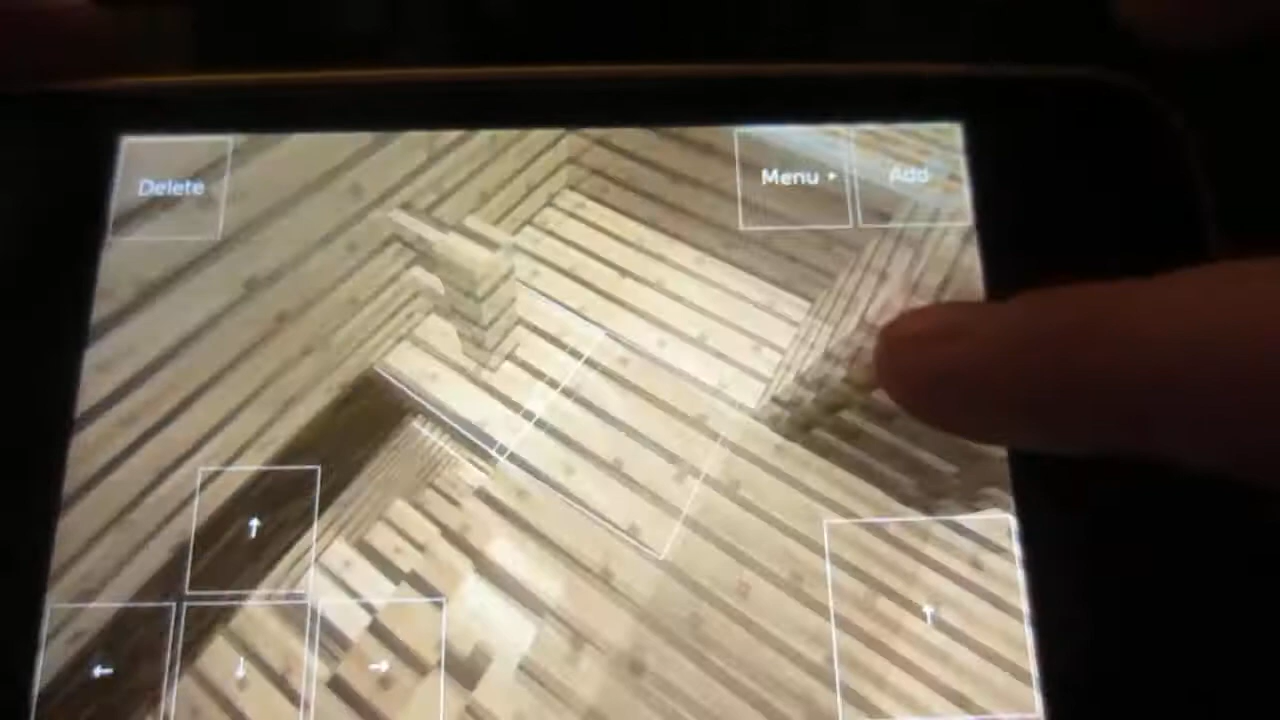 Delete
Menu
Add
↑
← ↓ →
↑